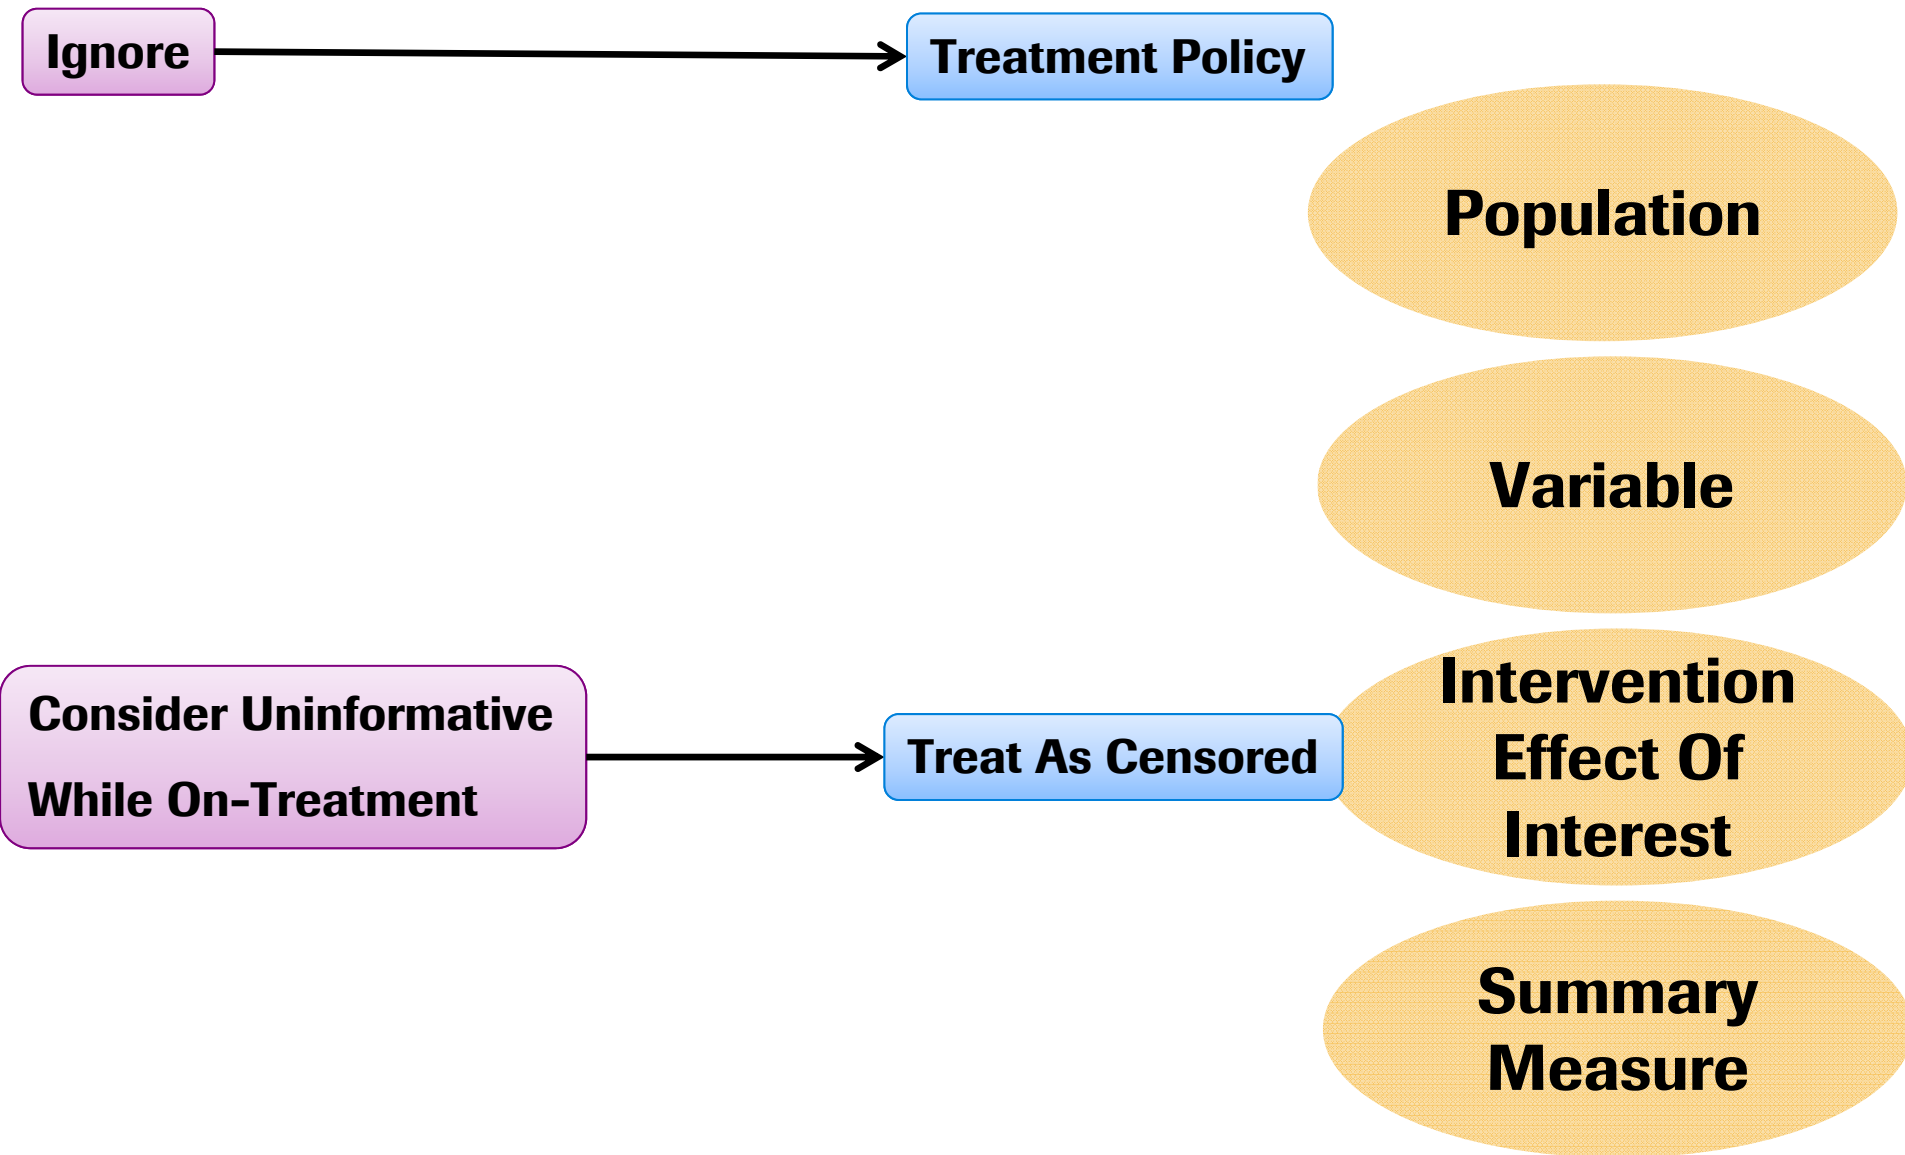 Ignore
Treatment Policy
Population
Variable
Consider Uninformative
While On-Treatment
Treat As Censored
Intervention
Effect Of
Interest
Summary
Measure